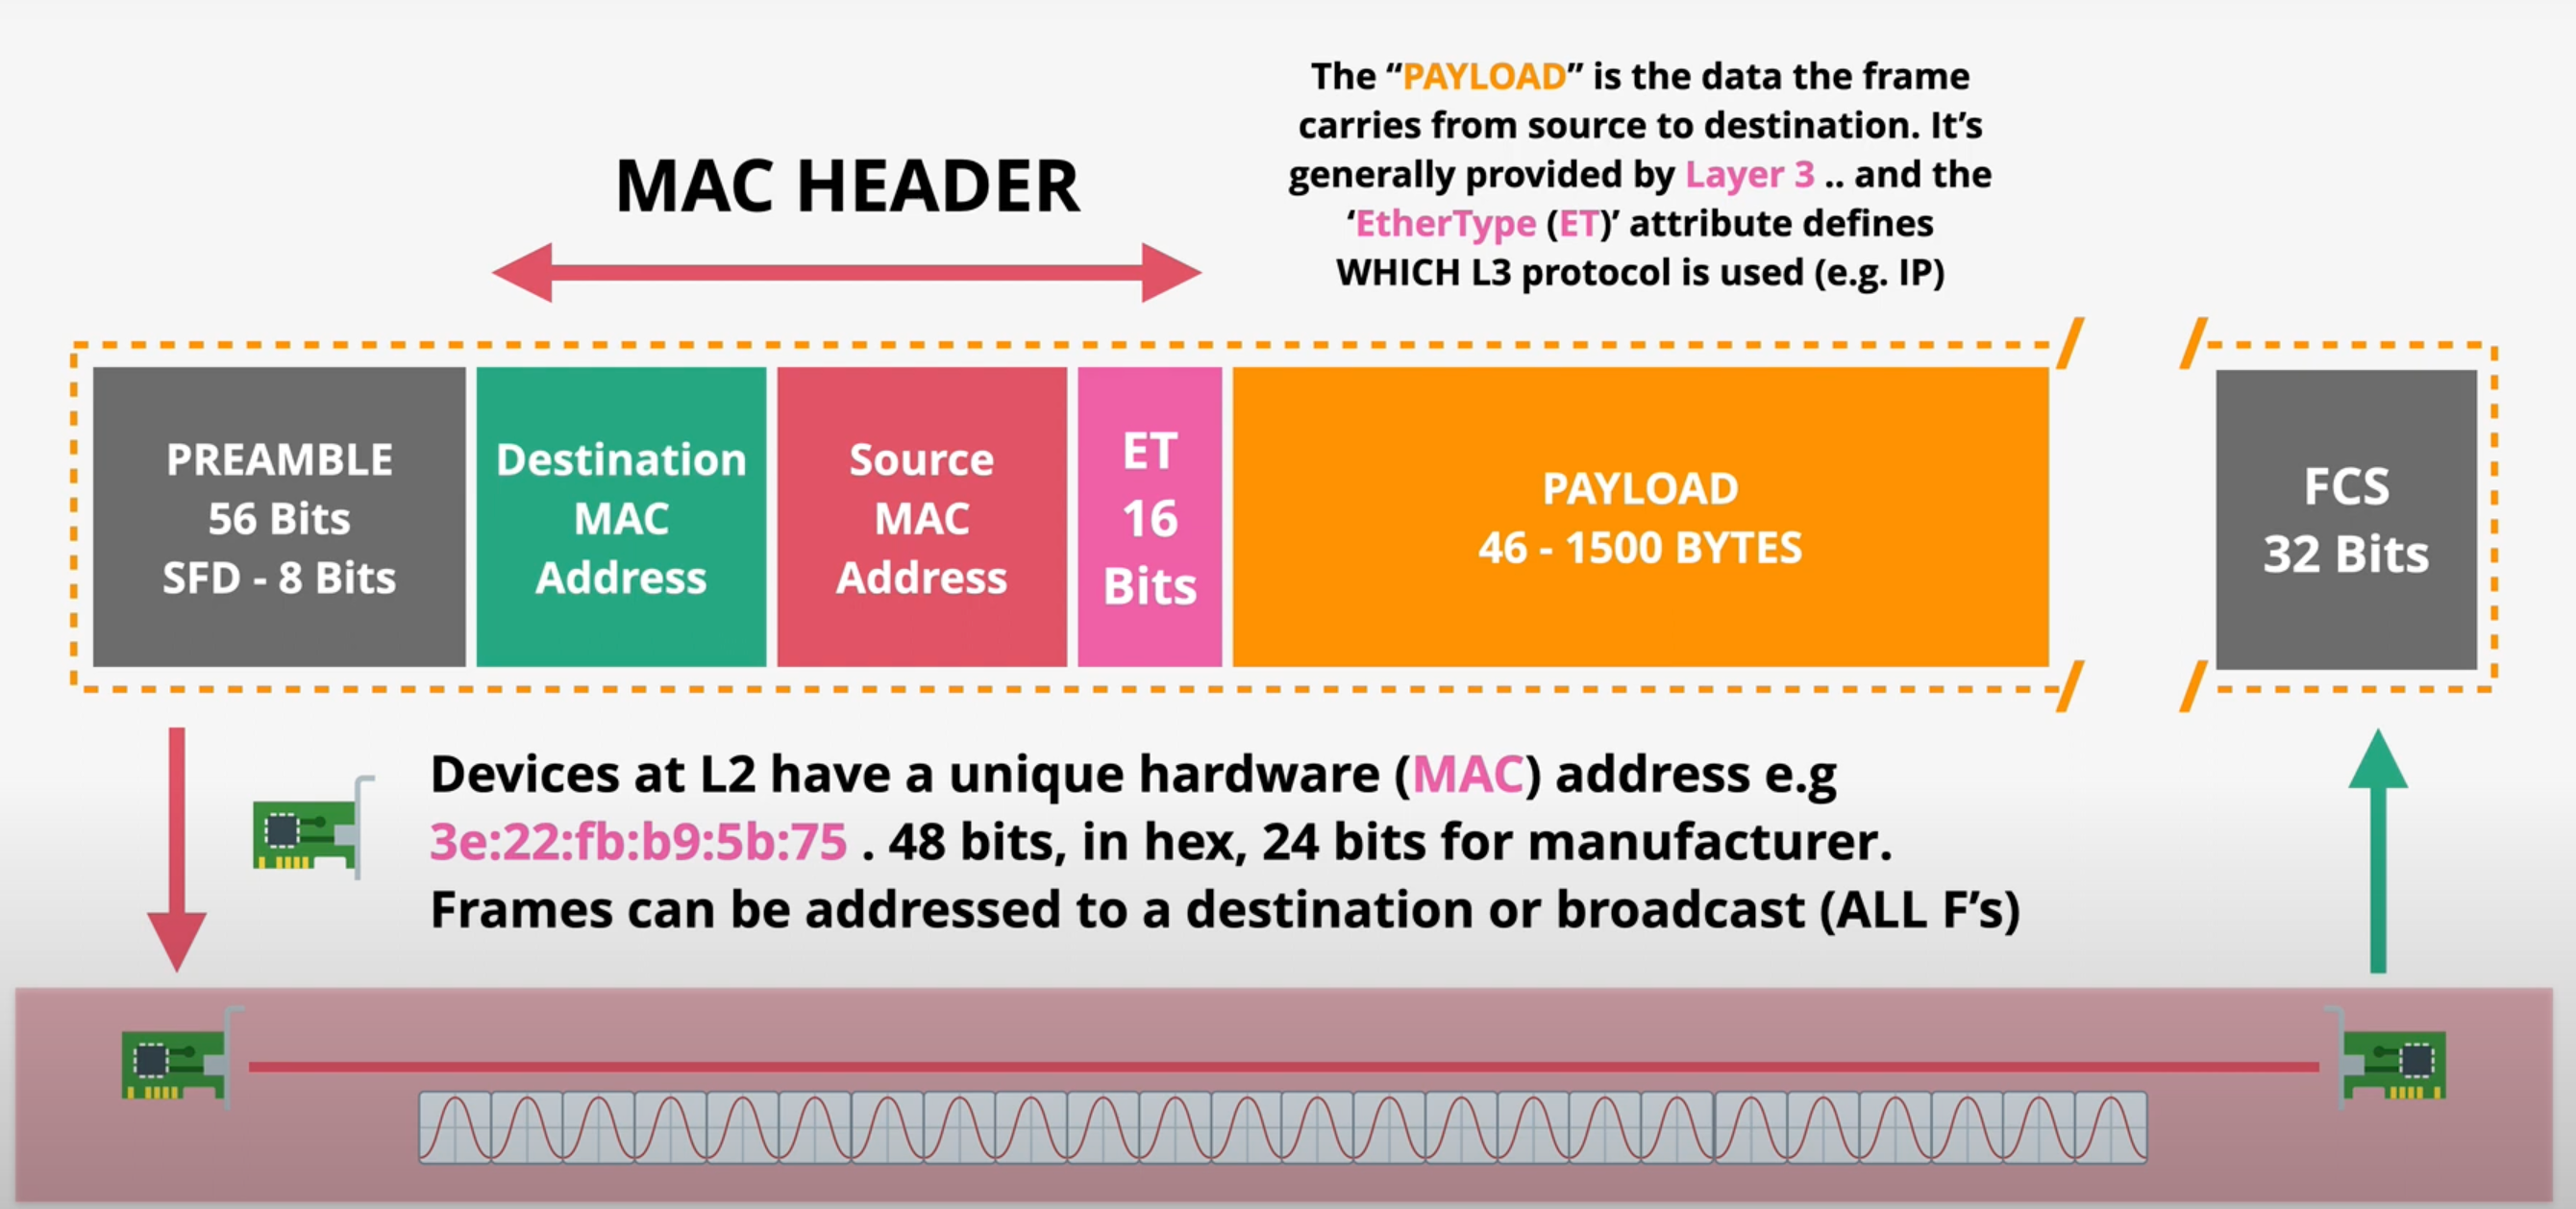 The “PAYLOAD” is the data the frame
carries from source to destination. It’s
generally provided by Layer 3 .. and the
‘EtherType (ET)’ attribute defines
WHICH L3 protocol is used (e.g. IP)
MAC HEADER
PREAMBLE
56 Bits
SFD - 8 Bits
Destination
MAC
Address
Source
MAC
Address
ET
16
Bits
PAYLOAD
46 - 1500 BYTES
FCS
32 Bits
Devices at L2 have a unique hardware (MAC) address e.g
3e:22:fb:b9:5b:75 . 48 bits, in hex, 24 bits for manufacturer.
Frames can be addressed to a destination or broadcast (ALL F’s)